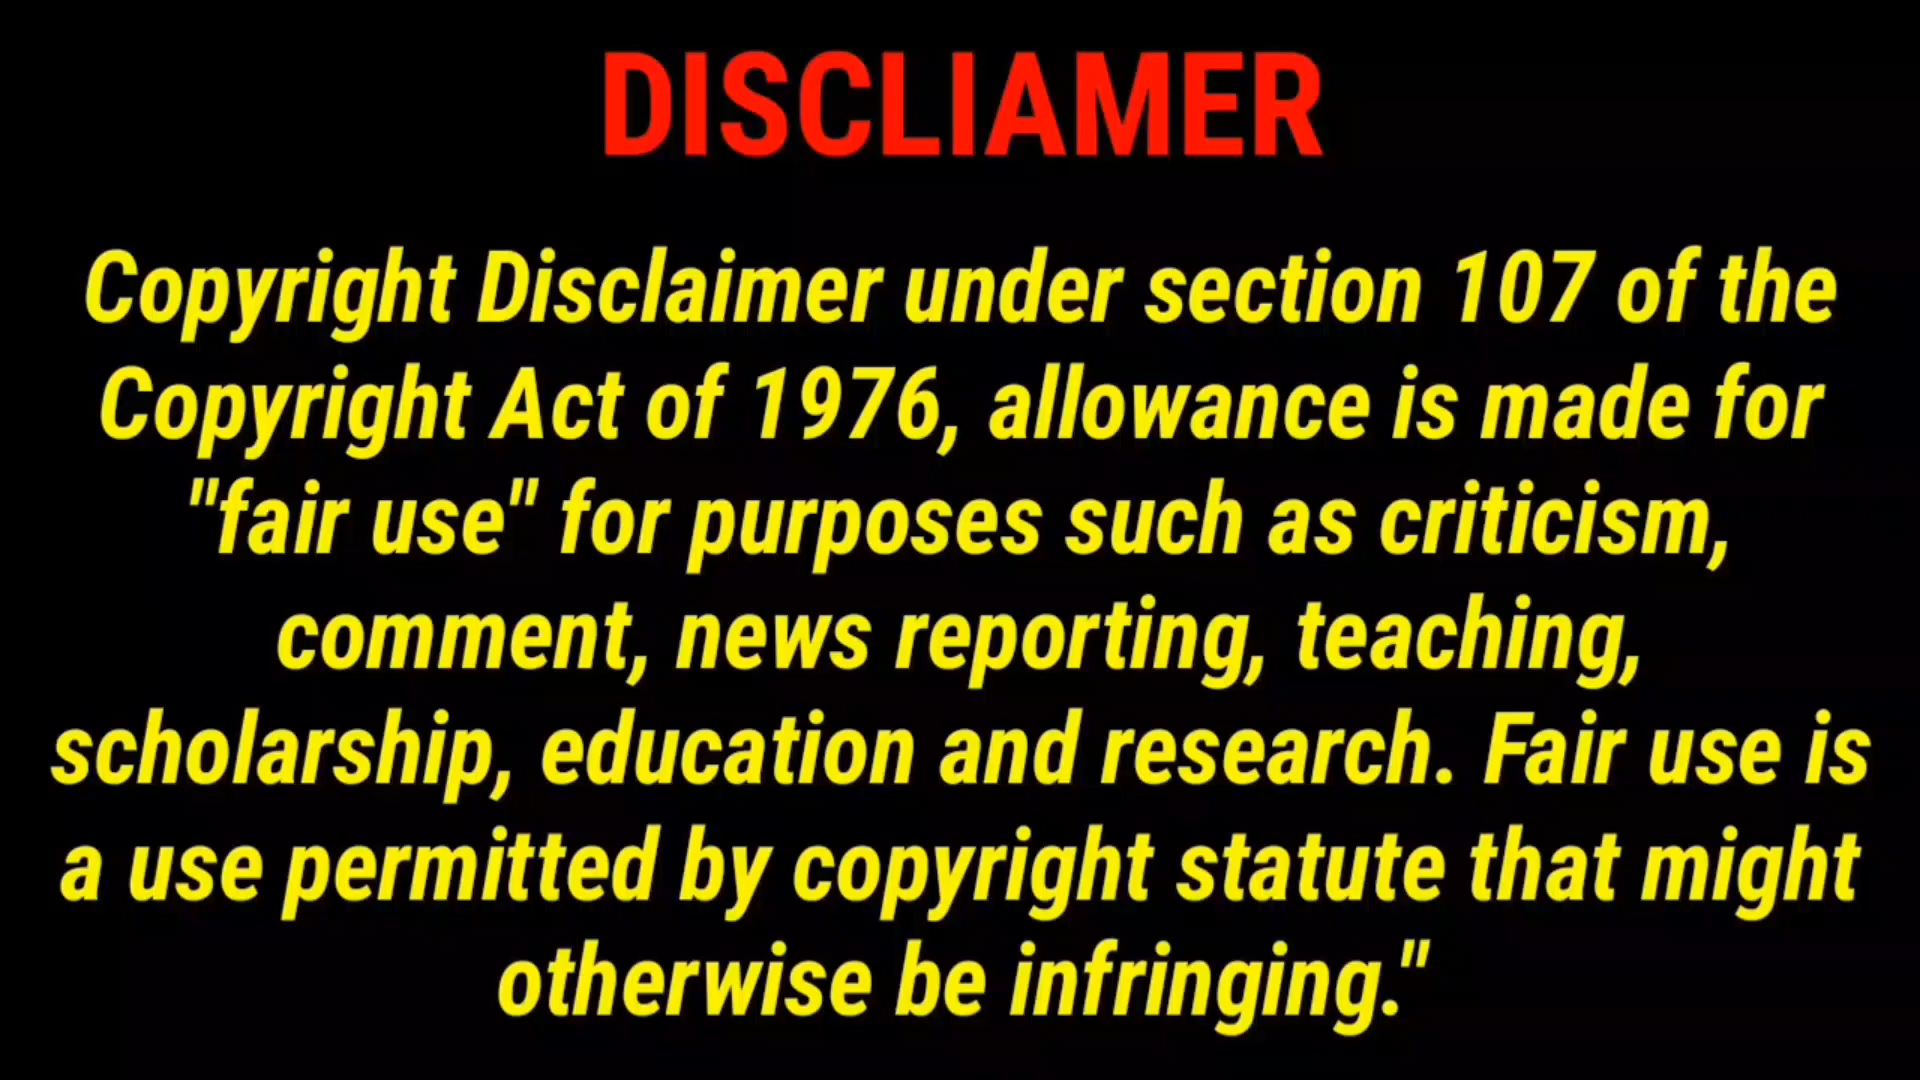 DISCLIAMER
Copyright Disclaimer under section 107 of the
Copyright Act of 1976, allowance is made for
"fair use" for purposes such as criticism,
comment, news reporting, teaching,
scholarship, education and research. Fair use is
a use permitted by copyright statute that might
otherwise be infringing."